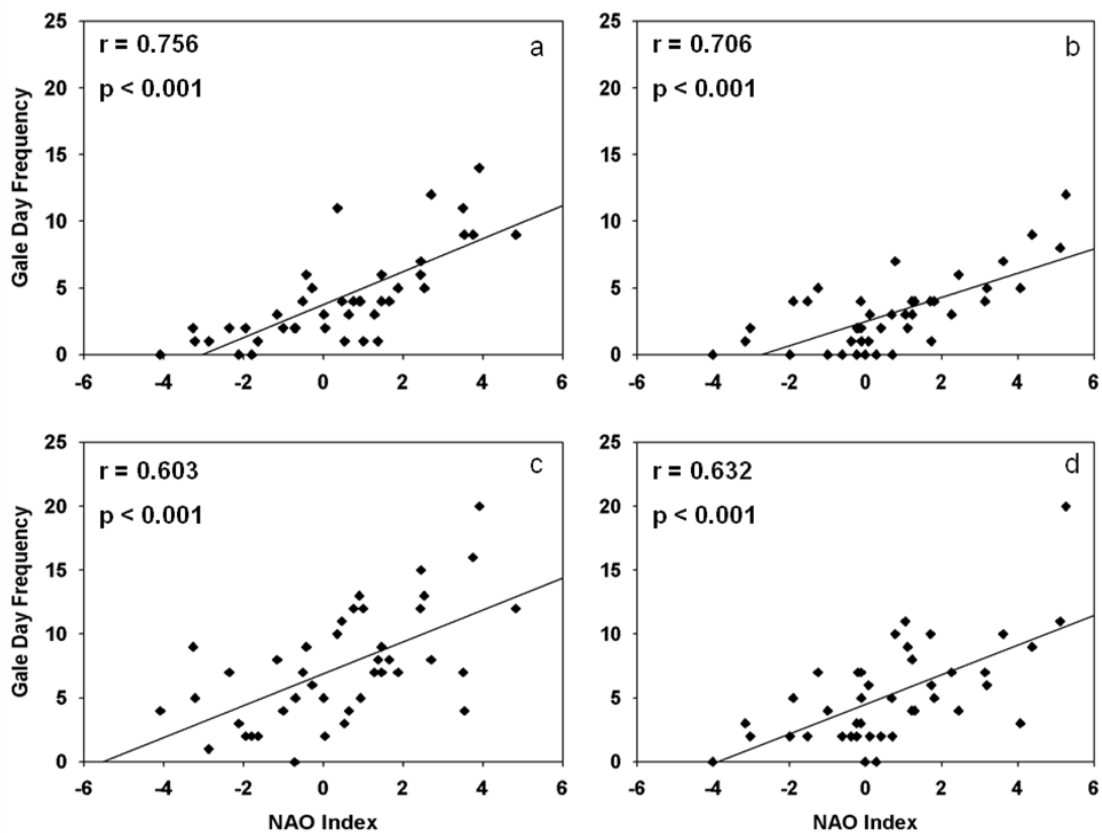 25
20
15
10
5
0
Gale Day Frequency
r = 0.756
p < 0.001
a
-6 -4 -2 0 2 4 6
25
20
15
10
5
0
r = 0.706
p < 0.001
b
-6 -4 -2 0 2 4 6
25
20
15
10
5
0
Gale Day Frequency
r = 0.603
p < 0.001
c
-6 -4 -2 0 2 4 6
NAO Index
25
20
15
10
5
0
r = 0.632
p < 0.001
d
-6 -4 -2 0 2 4 6
NAO Index